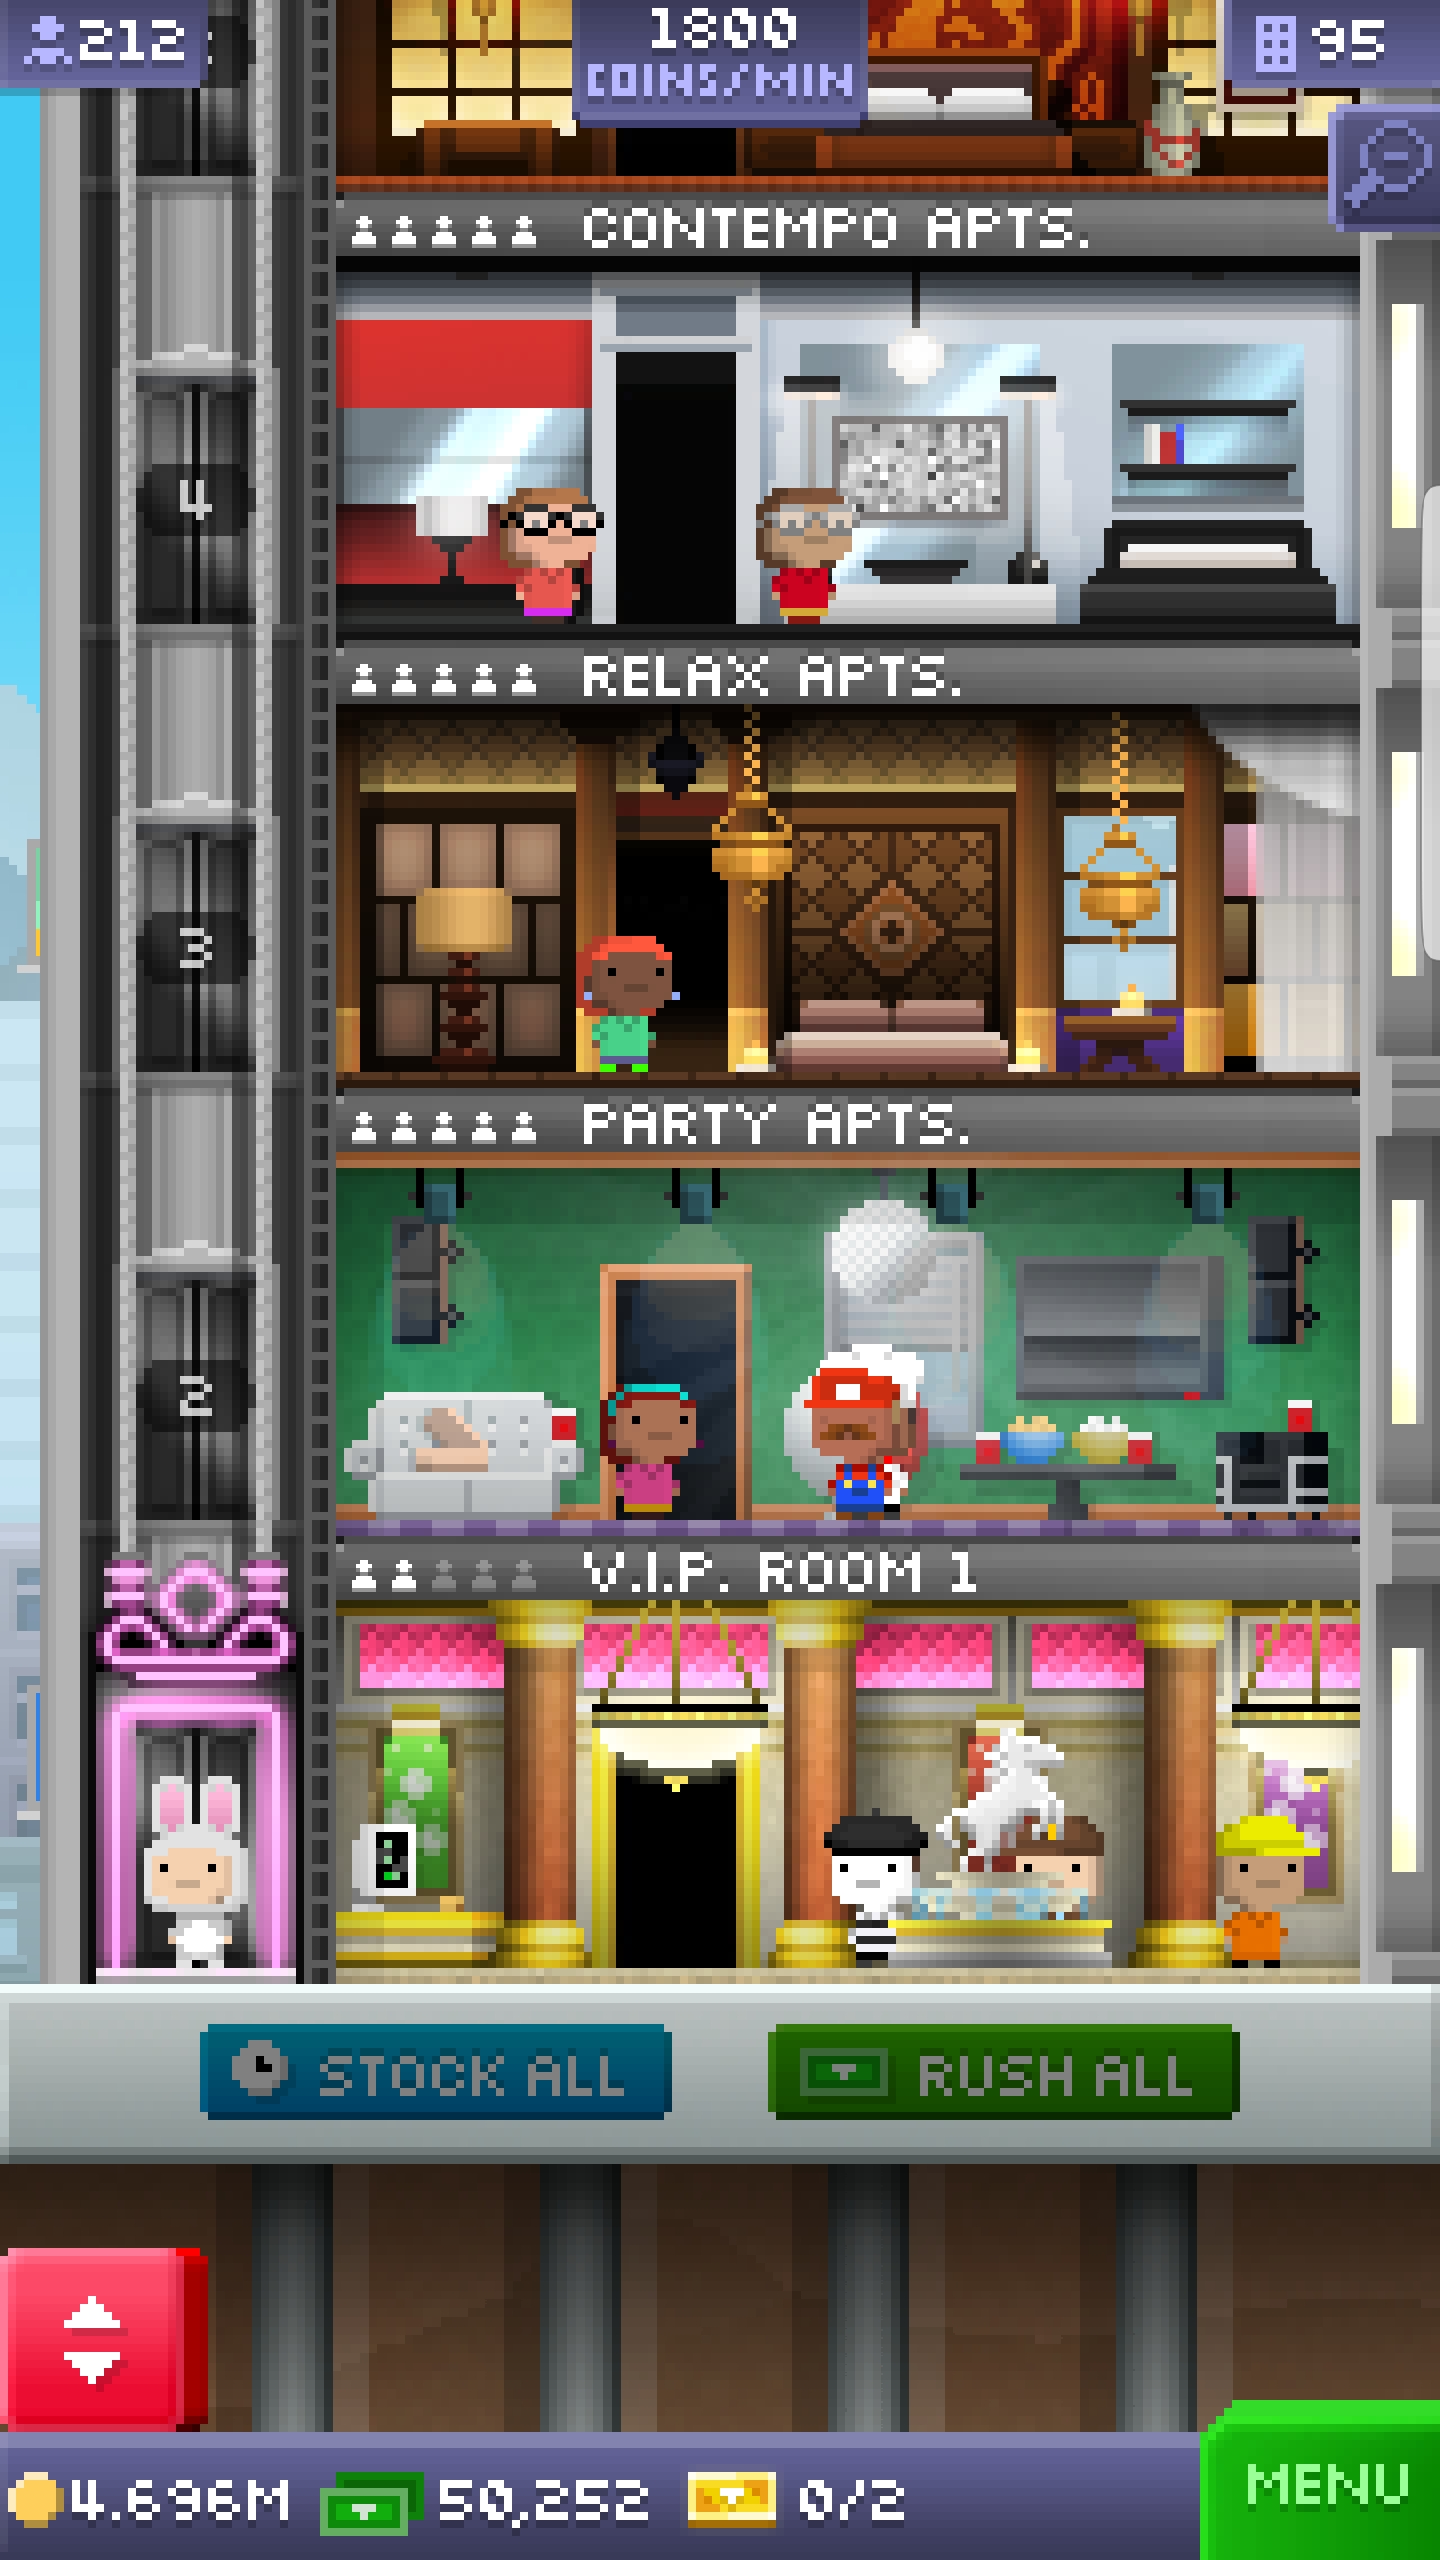 212
1800
COINS/MIN
95
CONTEMPO APTS.
4
RELAX APTS.
3
PARTY APTS.
2
V.I.P. ROOM 1
STOCK ALL
RUSH ALL
4.696M
50,252
0/2
MENU